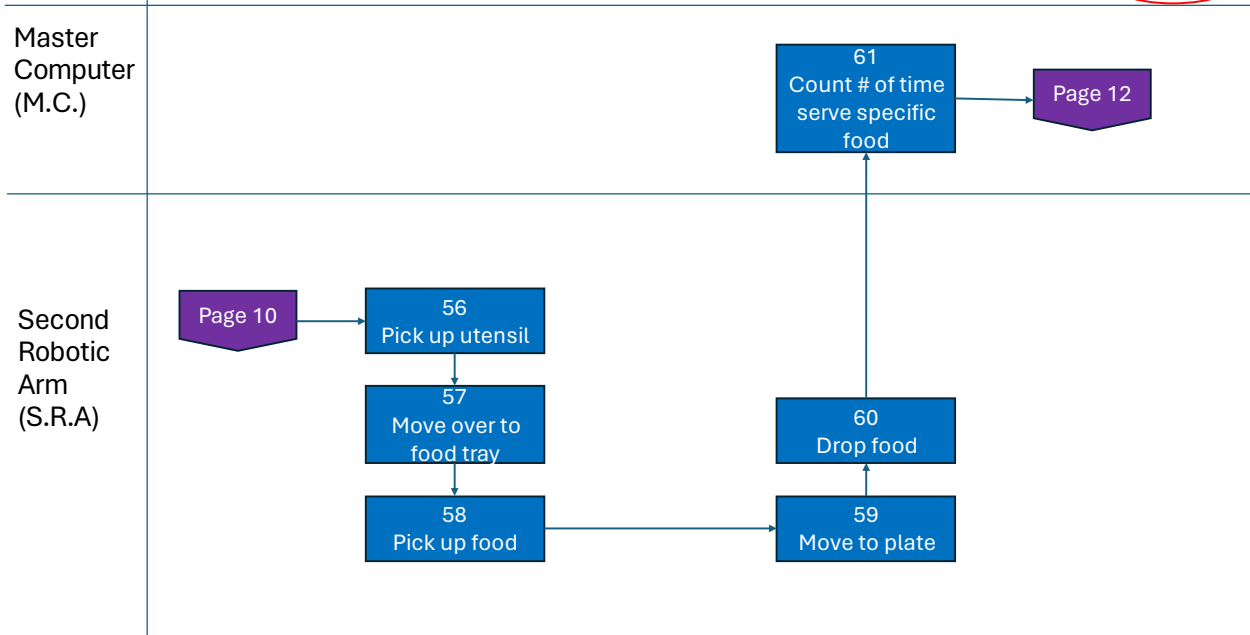 Master
Computer
(M.C.)
61
Count # of time
serve specific
food
Page 12
Second
Robotic
Arm
(S.R.A)
Page 10
56
Pick up utensil
57
Move over to
food tray
58
Pick up food
60
Drop food
59
Move to plate